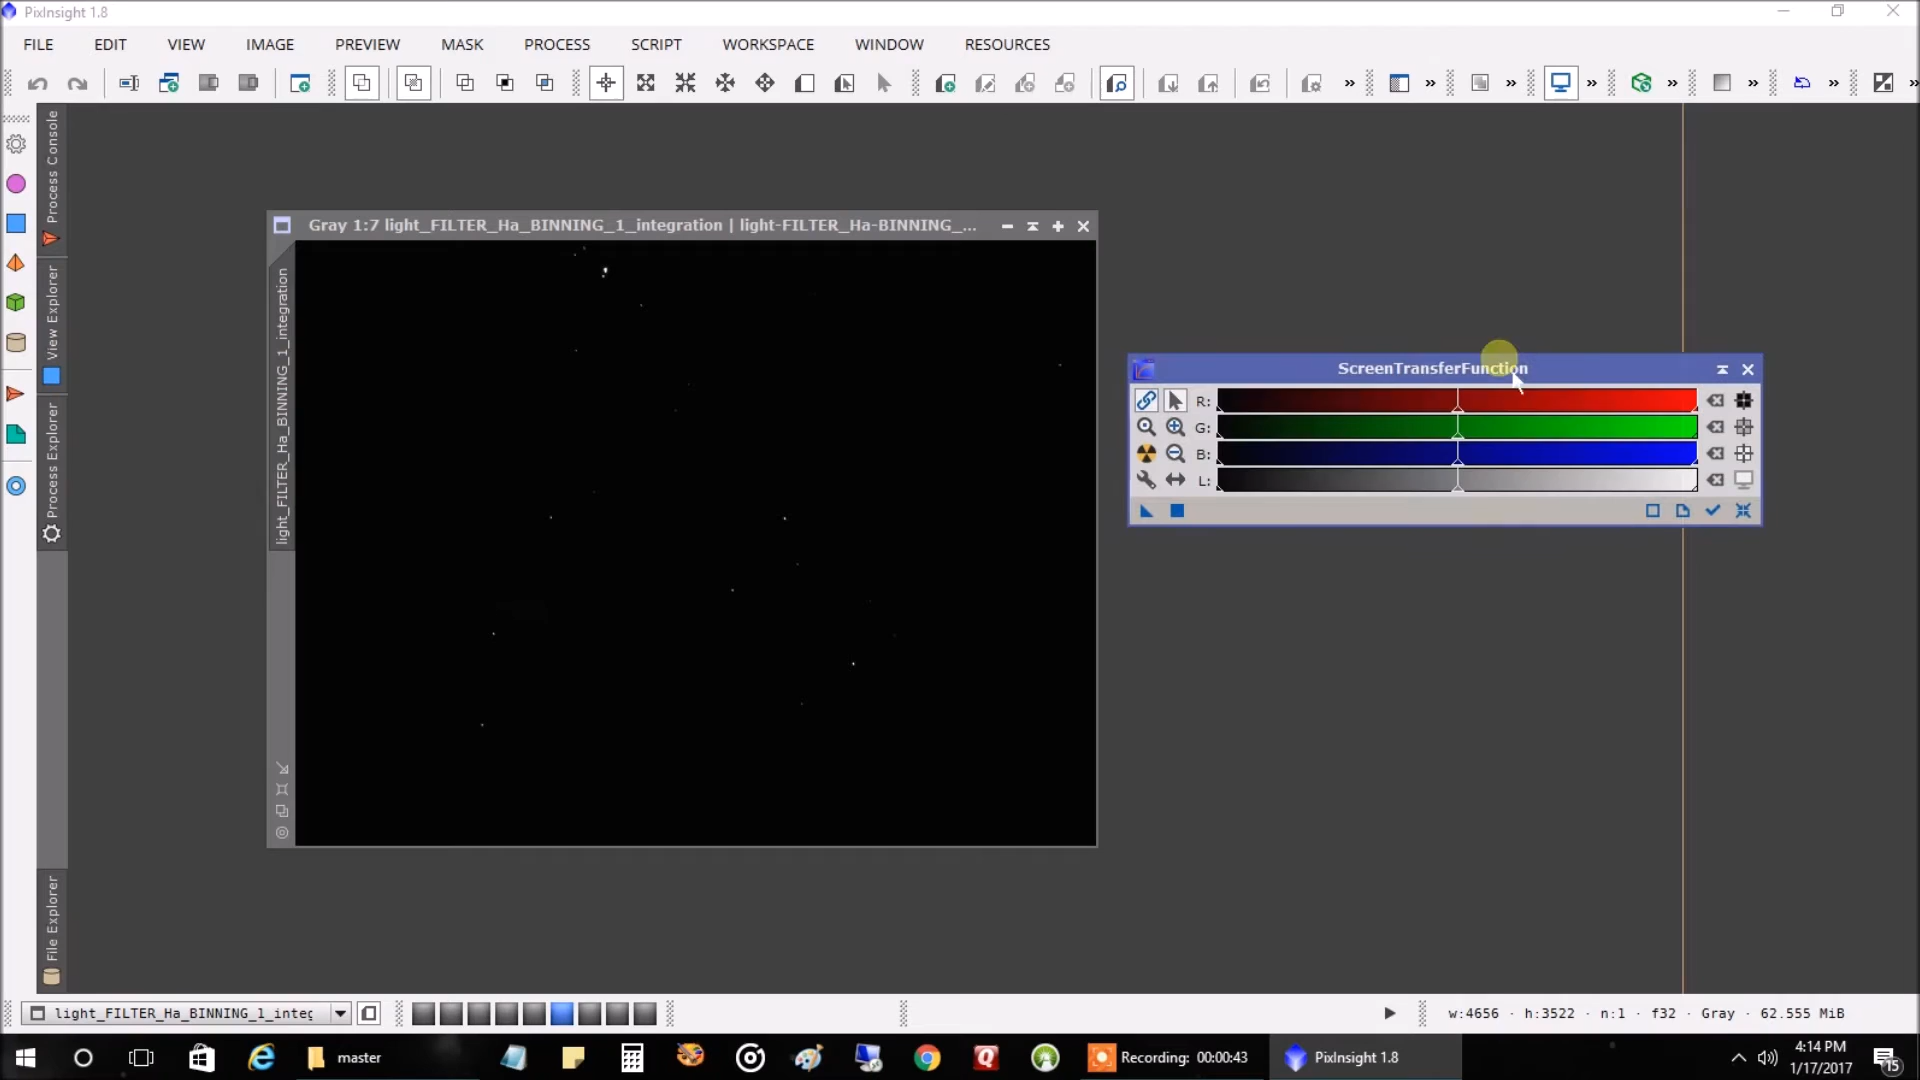 PixInsight 1.8
FILE EDIT VIEW IMAGE PREVIEW MASK PROCESS SCRIPT WORKSPACE WINDOW RESOURCES
Process Console
View Explorer
Process Explorer
File Explorer
Gray 1:7 light_FILTER_Ha_BINNING_1_integration | light-FILTER_Ha-BINNING_...
light_FILTER_Ha_BINNING_1_integration
ScreenTransferFunction
R:
G:
B:
L:
light_FILTER_Ha_BINNING_1_integ
w:4656 · h:3522 · n:1 · f32 · Gray · 62.555 MiB
master
Recording: 00:00:43
PixInsight 1.8
4:14 PM
1/17/2017
15